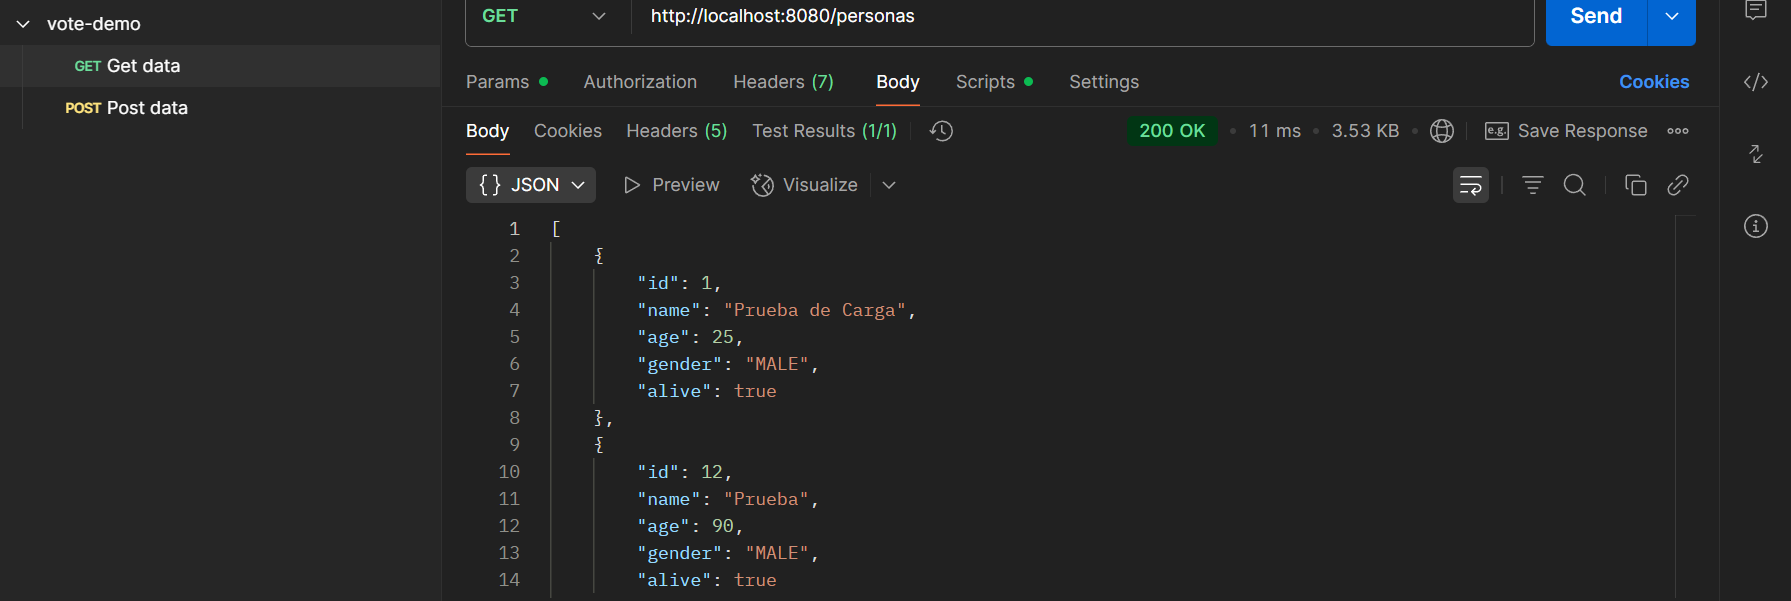 vote-demo
GET Get data
POST Post data
GET http://localhost:8080/personas Send
Params Authorization Headers (7) Body Scripts Settings Cookies
Body Cookies Headers (5) Test Results (1/1) 200 OK 11 ms 3.53 KB e.g. Save Response
{} JSON Preview Visualize
1 [
2 {
3 "id": 1,
4 "name": "Prueba de Carga",
5 "age": 25,
6 "gender": "MALE",
7 "alive": true
8 },
9 {
10 "id": 12,
11 "name": "Prueba",
12 "age": 90,
13 "gender": "MALE",
14 "alive": true